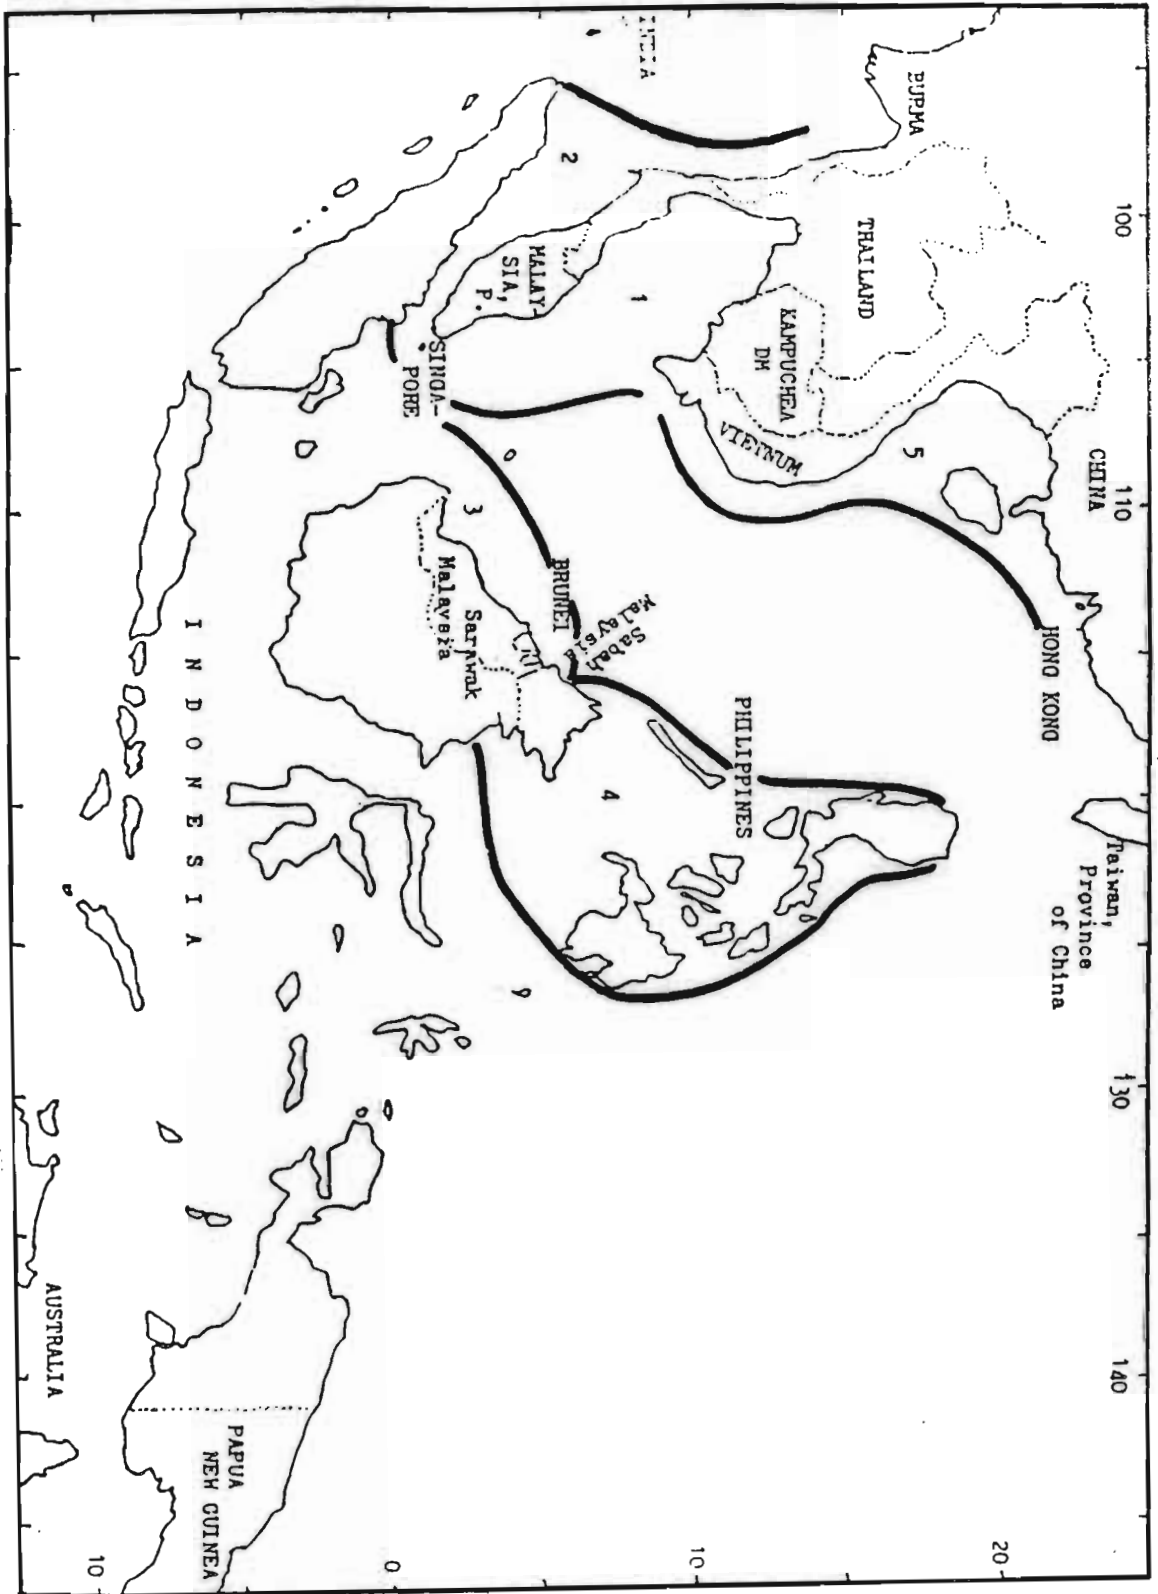 100
110
130
140
20
10
0
10
BURMA
THAILAND
KAMPUCHEA
DM
VIETNUM
CHINA
HONG KONG
Taiwan,
Province
of China
PHILIPPINES
MALAY-
SIA,
P.
SINGA-
PORE
BRUNEI
Sabah
Malaysia
Sarawak
Malaysia
INDONESIA
PAPUA
NEW GUINEA
AUSTRALIA
1
2
3
4
5